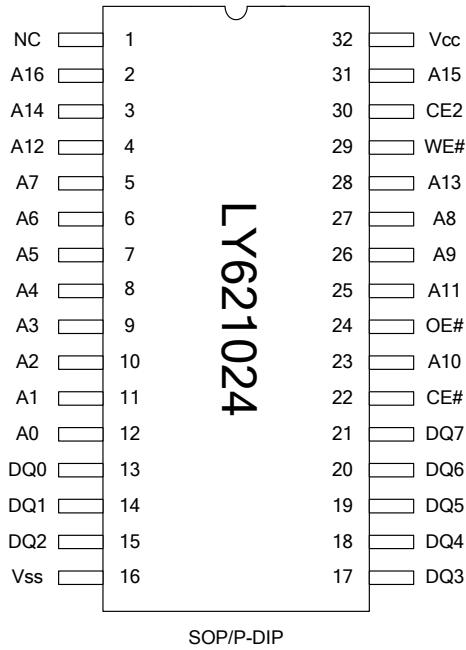 NC 1 32 Vcc
A16 2 31 A15
A14 3 30 CE2
A12 4 29 WE#
A7 5 28 A13
A6 6 27 A8
A5 7 26 A9
A4 8 25 A11
A3 9 24 OE#
A2 10 23 A10
A1 11 22 CE#
A0 12 21 DQ7
DQ0 13 20 DQ6
DQ1 14 19 DQ5
DQ2 15 18 DQ4
Vss 16 17 DQ3
LY621024
SOP/P-DIP